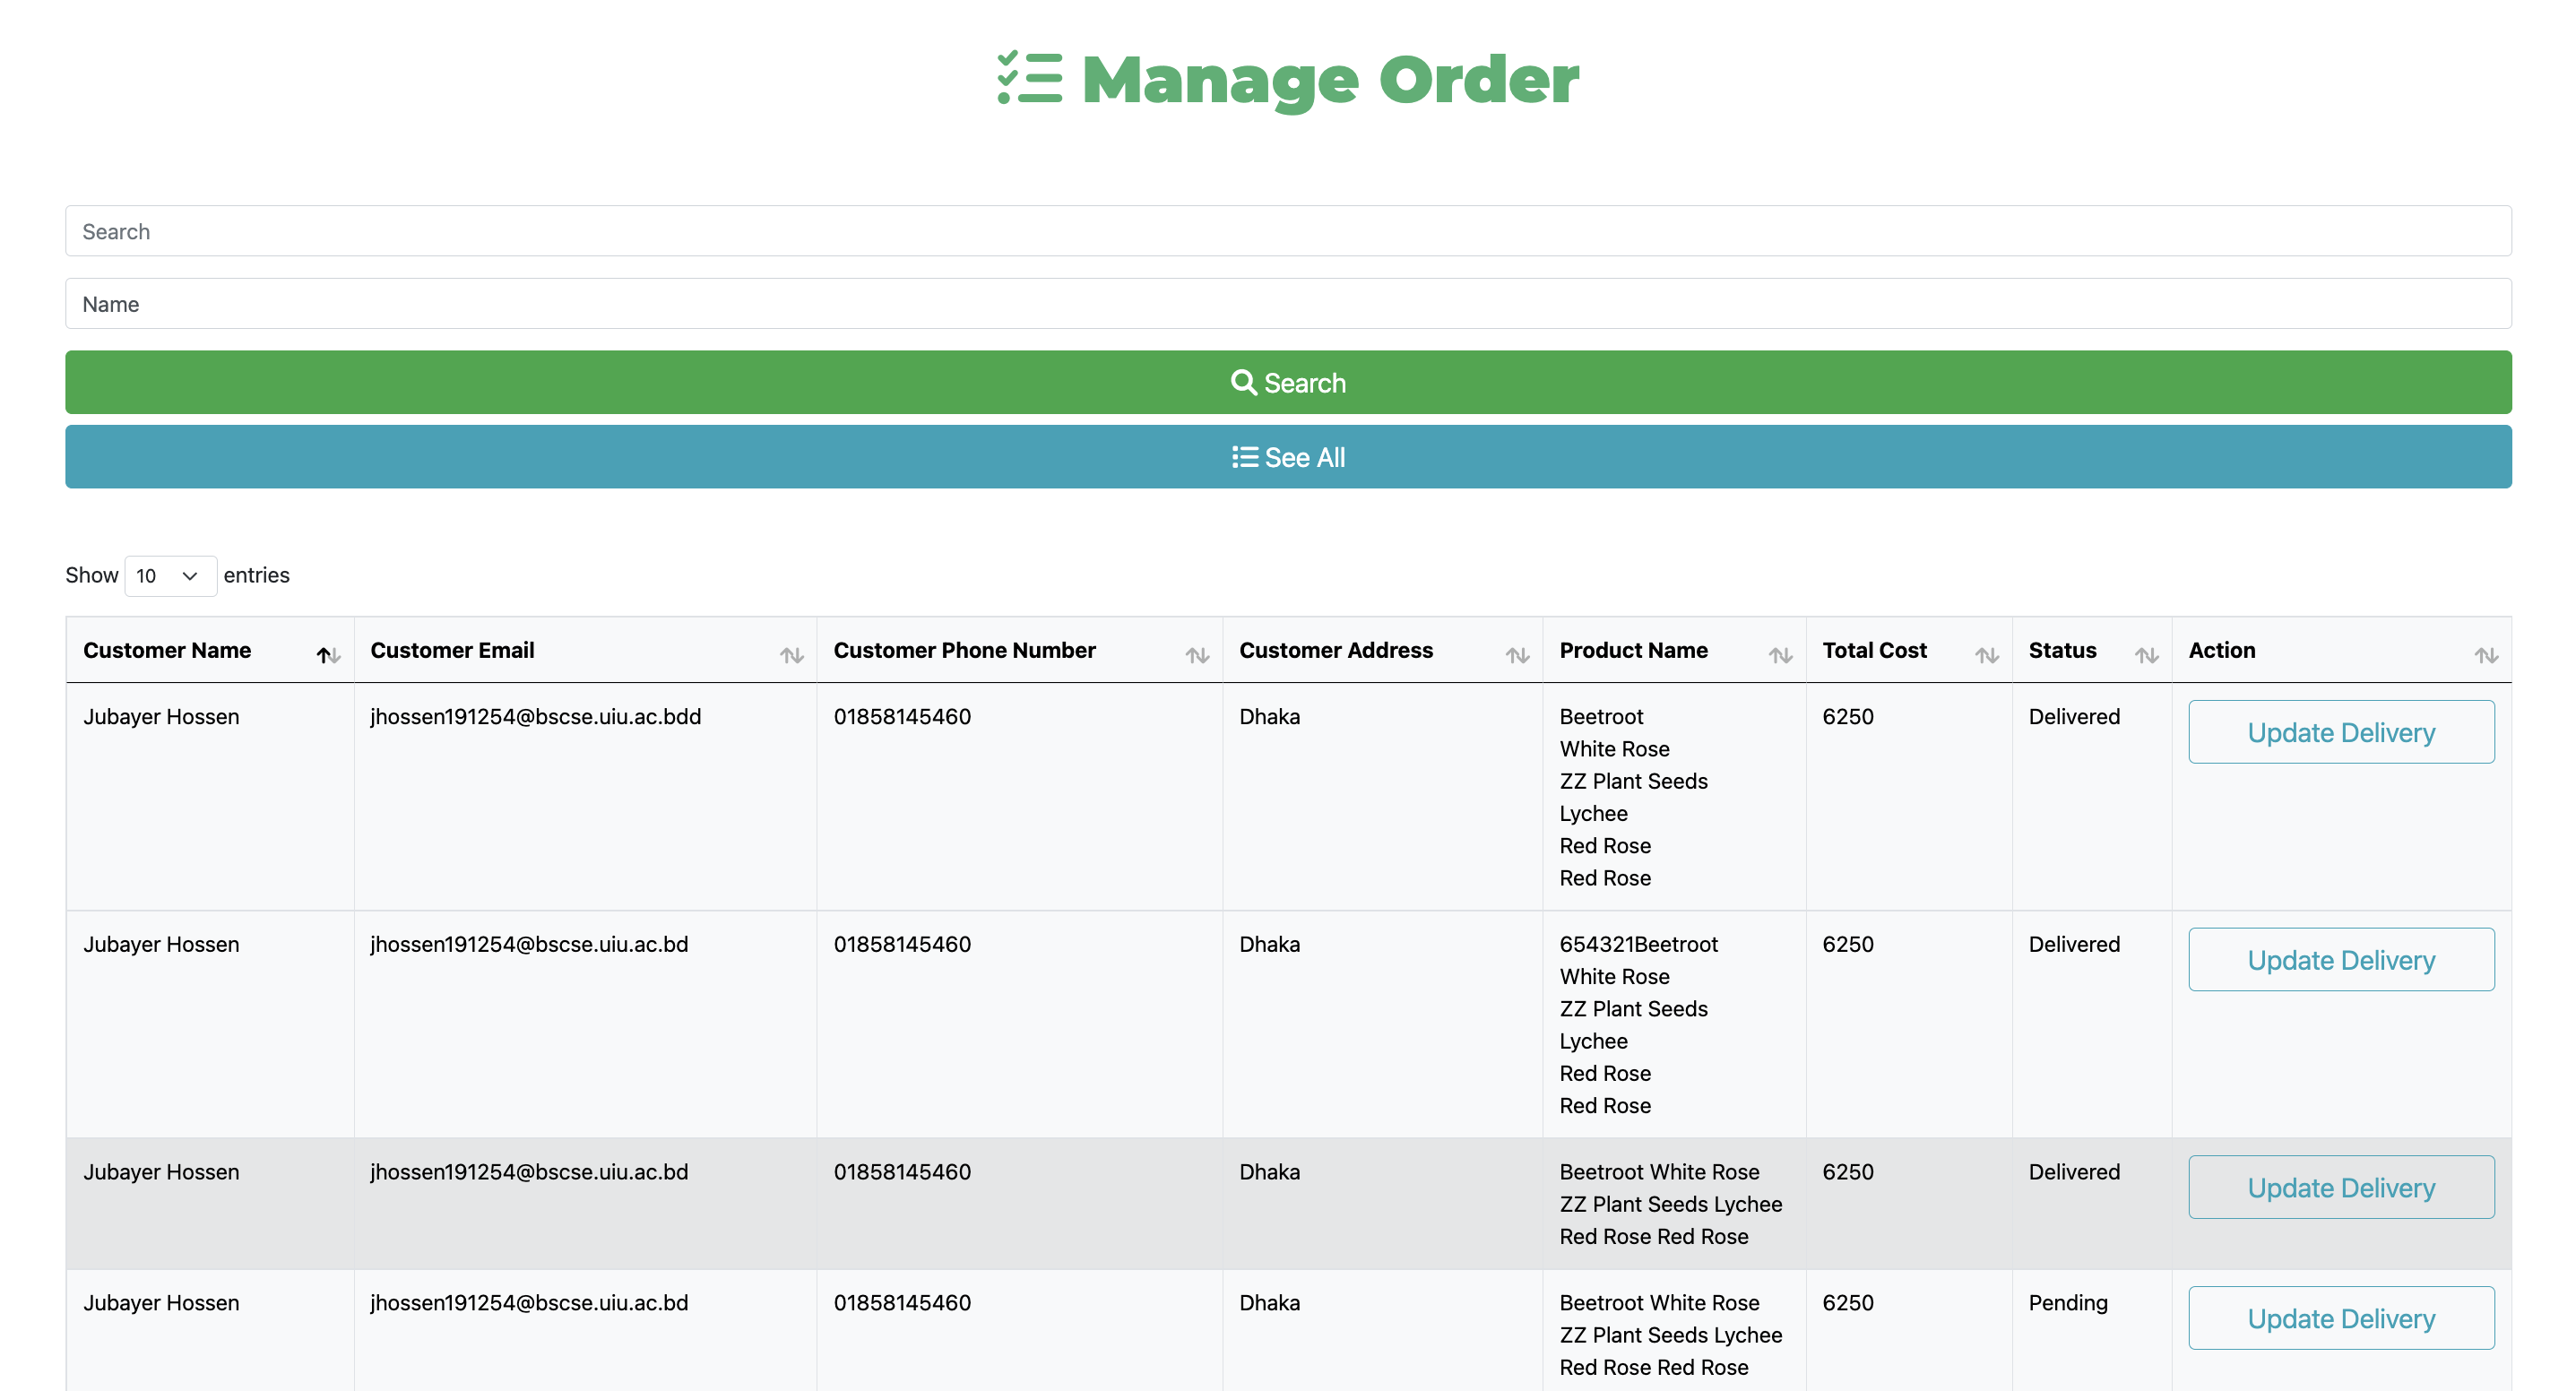 Manage Order
Search
Name
Search
See All
Show 10 entries
Customer Name Customer Email Customer Phone Number Customer Address Product Name Total Cost Status Action
Jubayer Hossen jhossen191254@bscse.uiu.ac.bdd 01858145460 Dhaka Beetroot 6250 Delivered Update Delivery
White Rose
ZZ Plant Seeds
Lychee
Red Rose
Red Rose
Jubayer Hossen jhossen191254@bscse.uiu.ac.bd 01858145460 Dhaka 654321Beetroot 6250 Delivered Update Delivery
White Rose
ZZ Plant Seeds
Lychee
Red Rose
Red Rose
Jubayer Hossen jhossen191254@bscse.uiu.ac.bd 01858145460 Dhaka Beetroot White Rose 6250 Delivered Update Delivery
ZZ Plant Seeds Lychee
Red Rose Red Rose
Jubayer Hossen jhossen191254@bscse.uiu.ac.bd 01858145460 Dhaka Beetroot White Rose 6250 Pending Update Delivery
ZZ Plant Seeds Lychee
Red Rose Red Rose